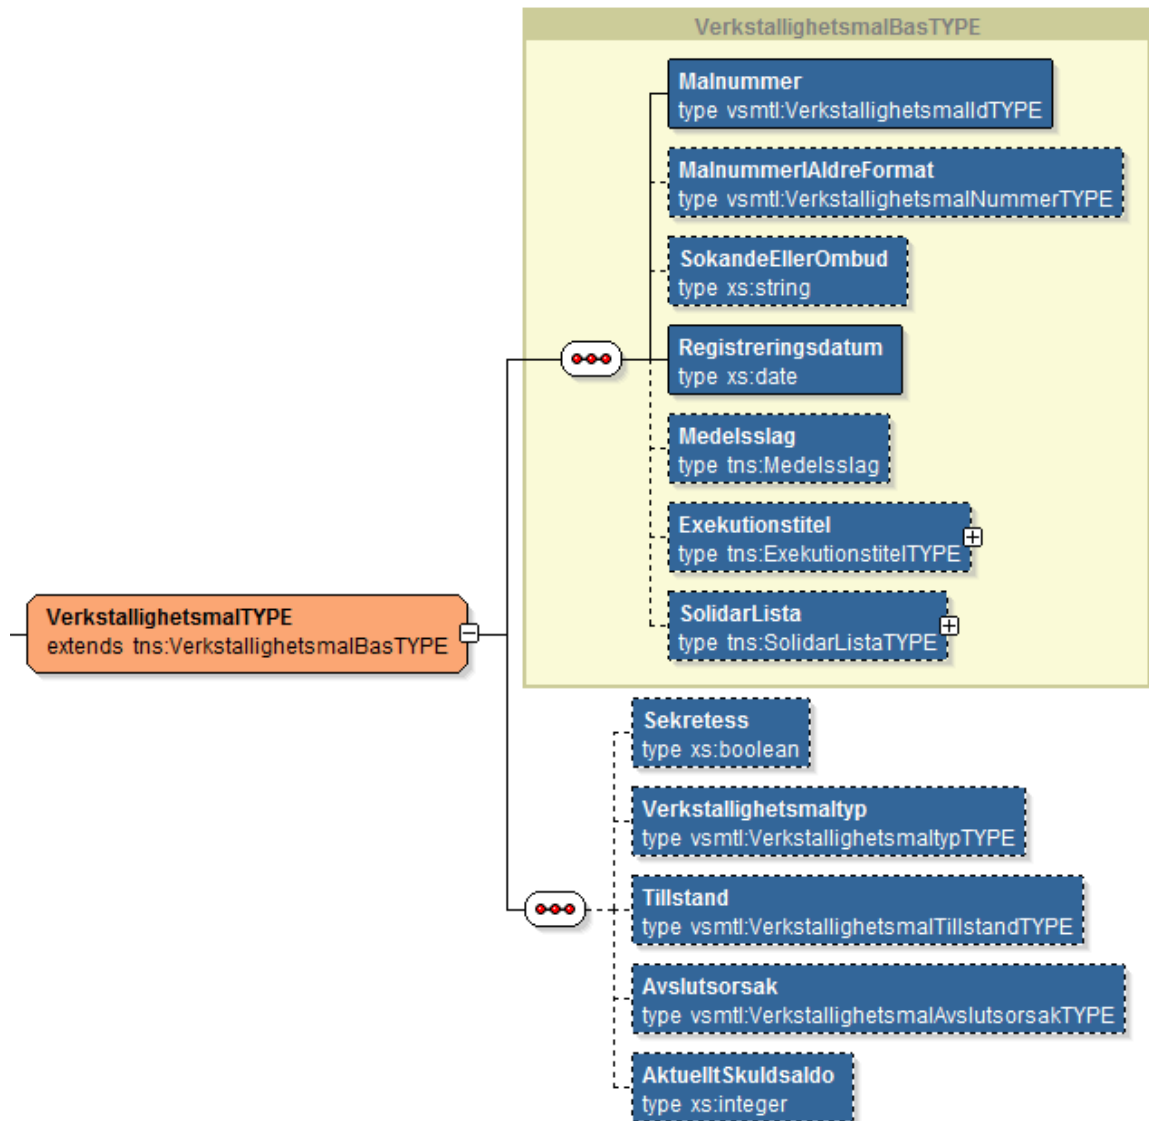 VerkstallighetsmalBasTYPE
Malnummer
type vsmtl:VerkstallighetsmalIdTYPE
MalnummerIAldreFormat
type vsmtl:VerkstallighetsmalNummerTYPE
SokandeEllerOmbud
type xs:string
Registreringsdatum
type xs:date
Medelsslag
type tns:Medelsslag
Exekutionstitel
type tns:ExekutionstitelTYPE
SolidarLista
type tns:SolidarListaTYPE
VerkstallighetsmalTYPE
extends tns:VerkstallighetsmalBasTYPE
Sekretess
type xs:boolean
Verkstallighetsmaltyp
type vsmtl:VerkstallighetsmaltypTYPE
Tillstand
type vsmtl:VerkstallighetsmalTillstandTYPE
Avslutsorsak
type vsmtl:VerkstallighetsmalAvslutsorsakTYPE
AktuelltSkuldsaldo
type xs:integer